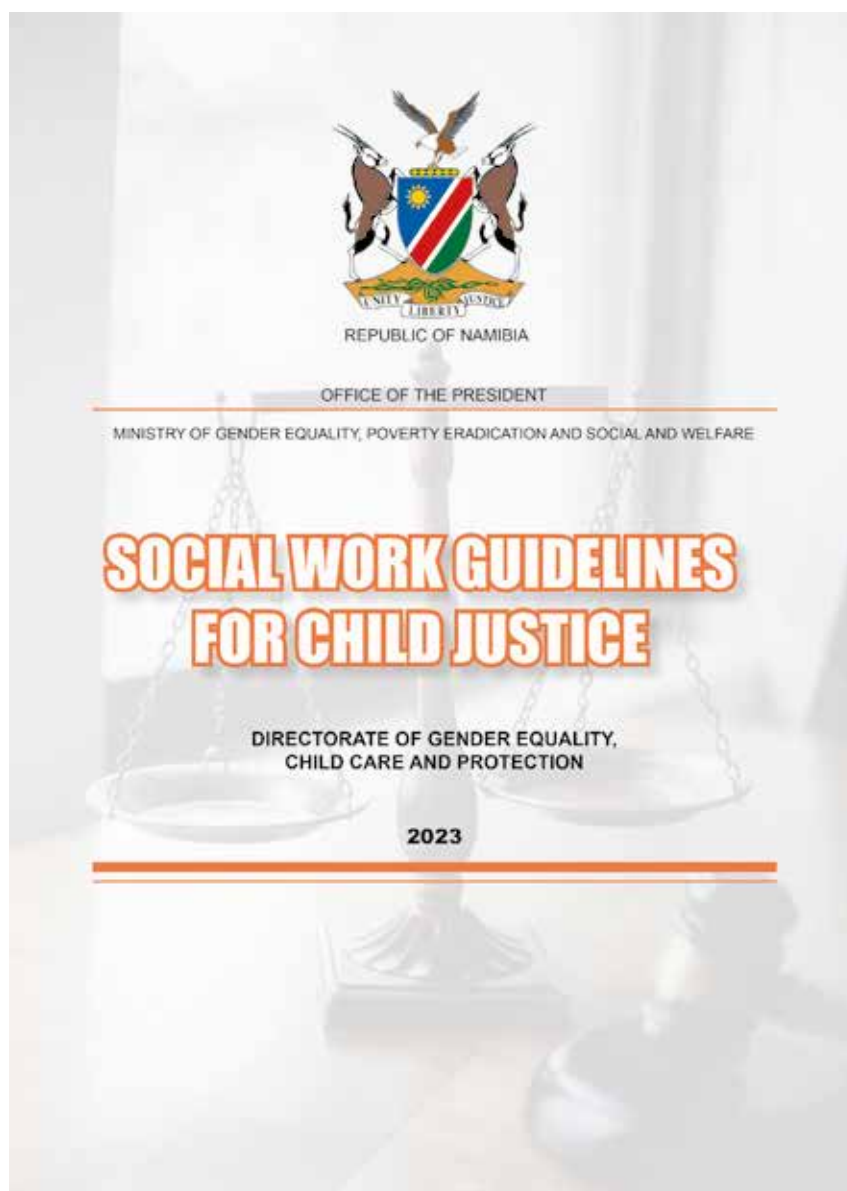 UNITY
JUSTICE
LIBERTY
REPUBLIC OF NAMIBIA
OFFICE OF THE PRESIDENT
MINISTRY OF GENDER EQUALITY, POVERTY ERADICATION AND SOCIAL AND WELFARE
SOCIAL WORK GUIDELINES
FOR CHILD JUSTICE
DIRECTORATE OF GENDER EQUALITY,
CHILD CARE AND PROTECTION
2023